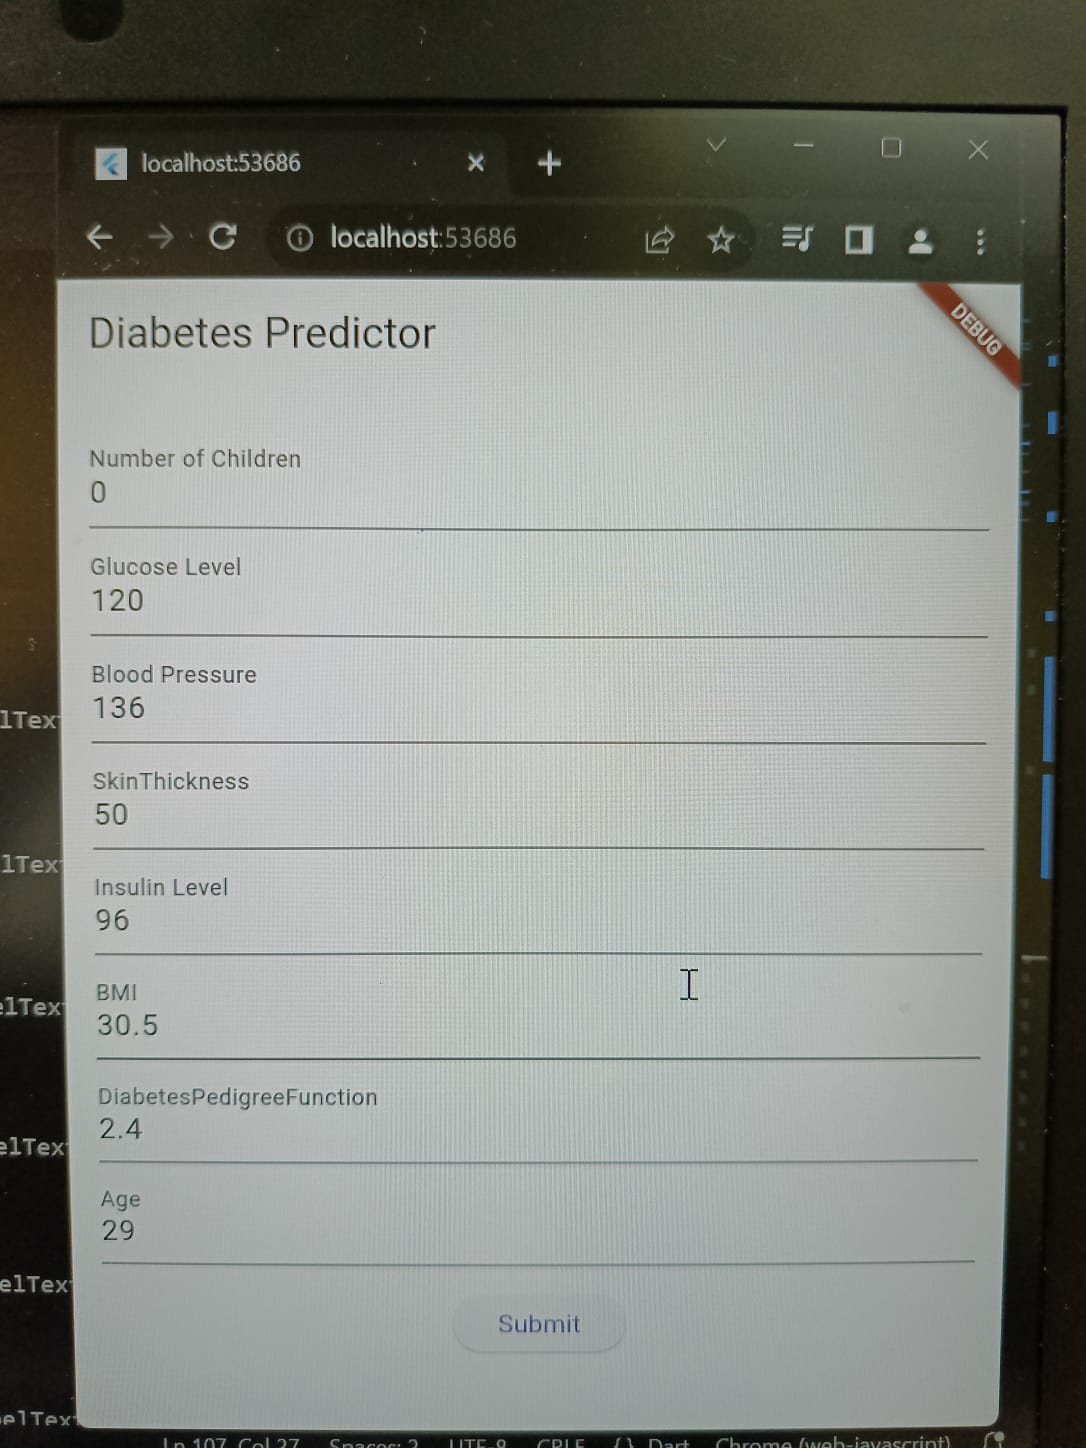 localhost:53686
localhost:53686
DEBUG
Diabetes Predictor
Number of Children
0
Glucose Level
120
Blood Pressure
136
lTex
SkinThickness
50
lTex
Insulin Level
96
BMI
30.5
elTex
DiabetesPedigreeFunction
2.4
elTex
Age
29
elTex
Submit
elTex
Ln 107, Col 27 Spaces: 2 UTF-8 CRLF {} Dart Chrome (web-javascript)